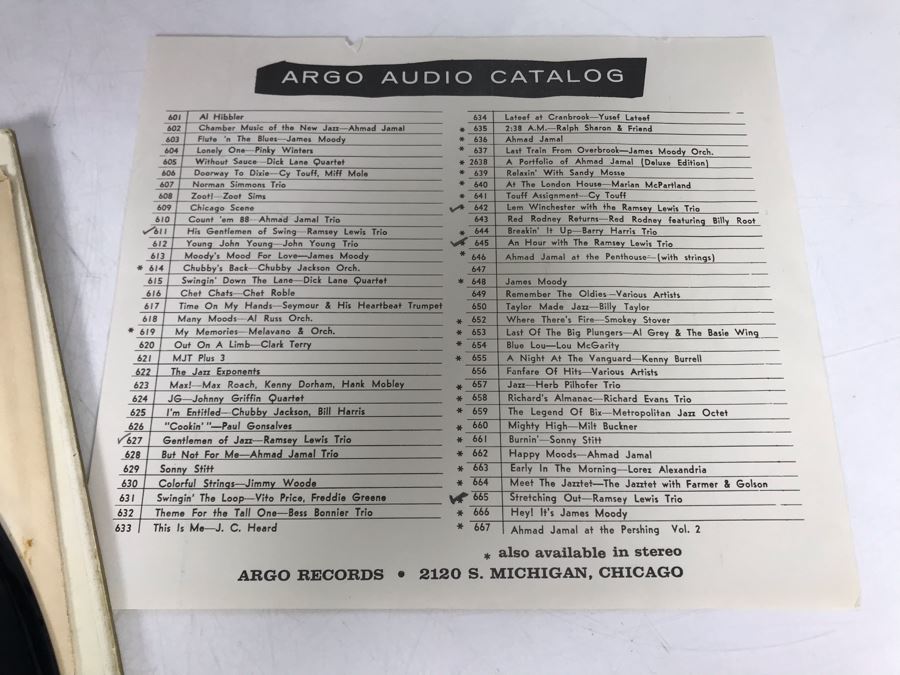 ARGO AUDIO CATALOG
601 Al Hibbler
602 Chamber Music of the New Jazz—Ahmad Jamal
603 Flute 'n The Blues—James Moody
604 Lonely One—Pinky Winters
605 Without Sauce—Dick Lane Quartet
606 Doorway To Dixie—Cy Touff, Miff Mole
607 Norman Simmons Trio
608 Zoot!—Zoot Sims
609 Chicago Scene
610 Count 'em 88—Ahmad Jamal Trio
611 His Gentlemen of Swing—Ramsey Lewis Trio
612 Young John Young—John Young Trio
613 Moody's Mood For Love—James Moody
* 614 Chubby's Back—Chubby Jackson Orch.
615 Swingin' Down The Lane—Dick Lane Quartet
616 Chet Chats—Chet Roble
617 Time On My Hands—Seymour & His Heartbeat Trumpet
618 Many Moods—Al Russ Orch.
* 619 My Memories—Melavano & Orch.
620 Out On A Limb—Clark Terry
621 MJT Plus 3
622 The Jazz Exponents
623 Max!—Max Roach, Kenny Dorham, Hank Mobley
624 JG—Johnny Griffin Quartet
625 I'm Entitled—Chubby Jackson, Bill Harris
626 "Cookin' "—Paul Gonsalves
627 Gentlemen of Jazz—Ramsey Lewis Trio
628 But Not For Me—Ahmad Jamal Trio
629 Sonny Stitt
630 Colorful Strings—Jimmy Woode
631 Swingin' The Loop—Vito Price, Freddie Greene
632 Theme For the Tall One—Bess Bonnier Trio
633 This Is Me—J. C. Heard
634 Lateef at Cranbrook—Yusef Lateef
* 635 2:38 A.M.—Ralph Sharon & Friend
* 636 Ahmad Jamal
* 637 Last Train From Overbrook—James Moody Orch.
* 2638 A Portfolio of Ahmad Jamal (Deluxe Edition)
* 639 Relaxin' With Sandy Mosse
* 640 At The London House—Marian McPartland
* 641 Touff Assignment—Cy Touff
* 642 Lem Winchester with the Ramsey Lewis Trio
643 Red Rodney Returns—Red Rodney featuring Billy Root
* 644 Breakin' It Up—Barry Harris Trio
* 645 An Hour With The Ramsey Lewis Trio
* 646 Ahmad Jamal at the Penthouse—(with strings)
647
* 648 James Moody
649 Remember The Oldies—Various Artists
650 Taylor Made Jazz—Billy Taylor
* 652 Where There's Fire—Smokey Stover
* 653 Last Of The Big Plungers—Al Grey & The Basie Wing
* 654 Blue Lou—Lou McGarity
* 655 A Night At The Vanguard—Kenny Burrell
656 Fanfare Of Hits—Various Artists
* 657 Jazz—Herb Pilhofer Trio
* 658 Richard's Almanac—Richard Evans Trio
* 659 The Legend Of Bix—Metropolitan Jazz Octet
* 660 Mighty High—Milt Buckner
* 661 Burnin'—Sonny Stitt
* 662 Happy Moods—Ahmad Jamal
* 663 Early In The Morning—Lorez Alexandria
* 664 Meet The Jazztet—The Jazztet with Farmer & Golson
* 665 Stretching Out—Ramsey Lewis Trio
* 666 Hey! It's James Moody
* 667 Ahmad Jamal at the Pershing Vol. 2
* also available in stereo
ARGO RECORDS • 2120 S. MICHIGAN, CHICAGO